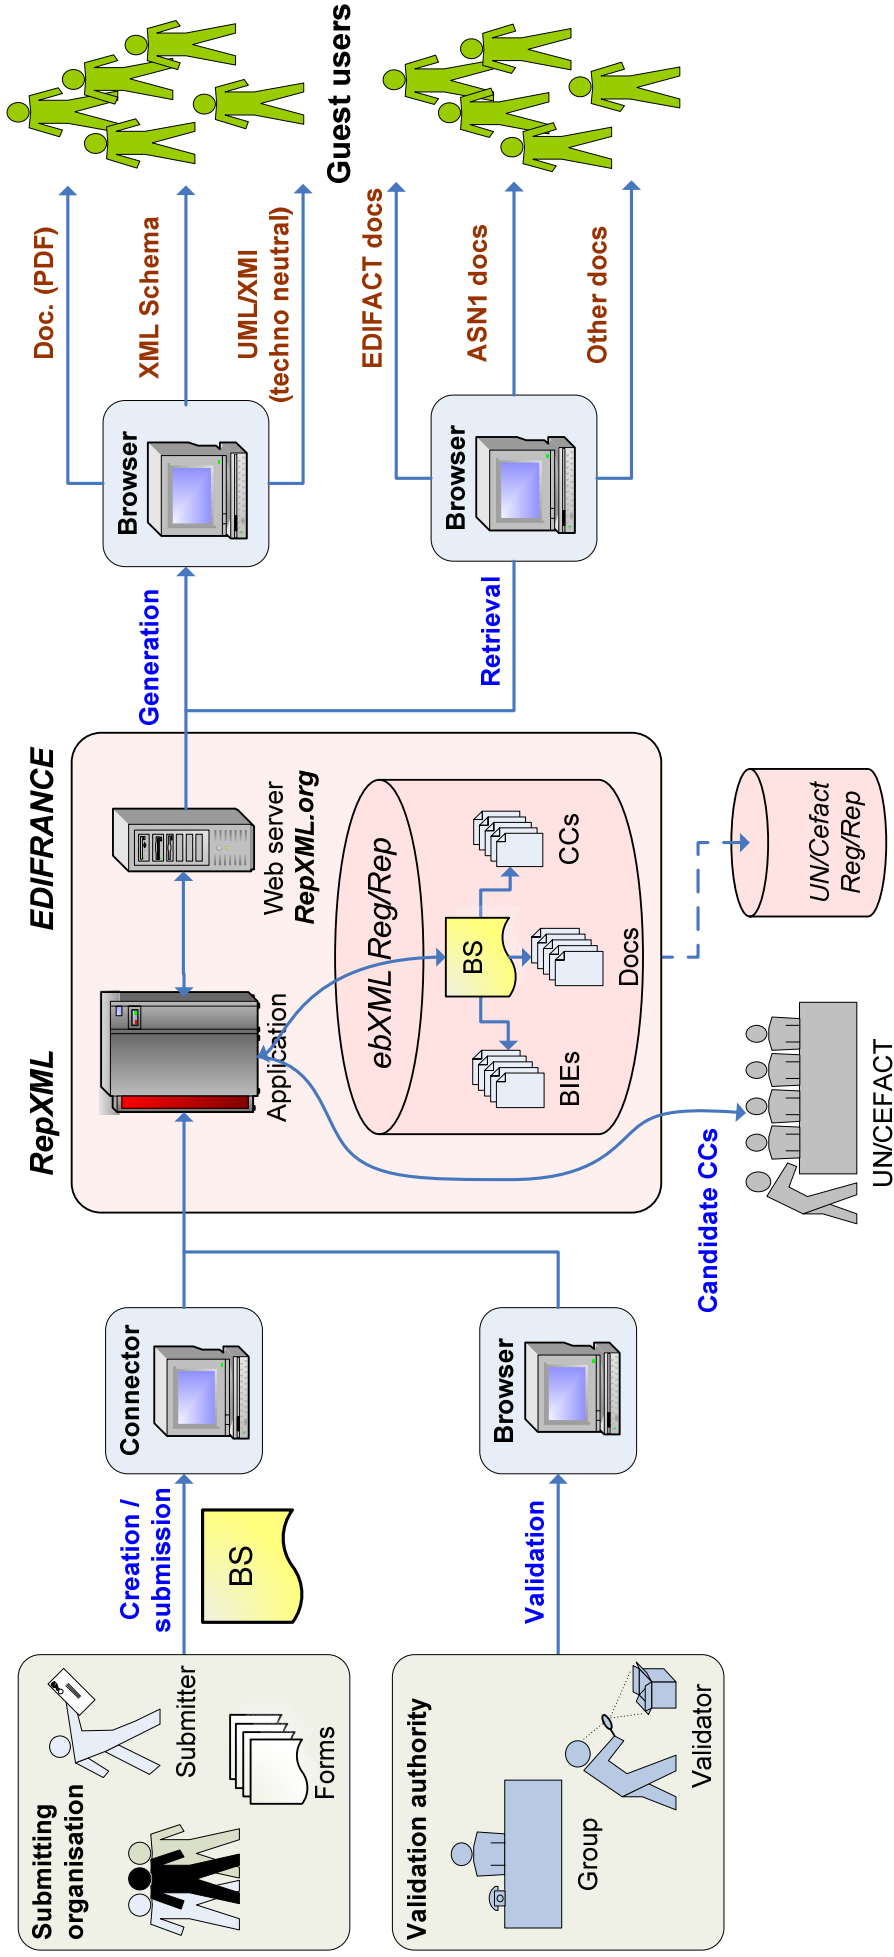 Submitting
organisation
Submitter
Forms
Validation authority
Group
Validator
Creation /
submission
BS
Validation
Connector
Browser
RepXML
EDIFRANCE
Application
Web server
RepXML.org
ebXML Reg/Rep
BS
BIEs
Docs
CCs
Candidate CCs
UN/CEFACT
UN/Cefact
Reg/Rep
Generation
Retrieval
Browser
Browser
Doc. (PDF)
XML Schema
UML/XMI
(techno neutral)
Guest users
EDIFACT docs
ASN1 docs
Other docs